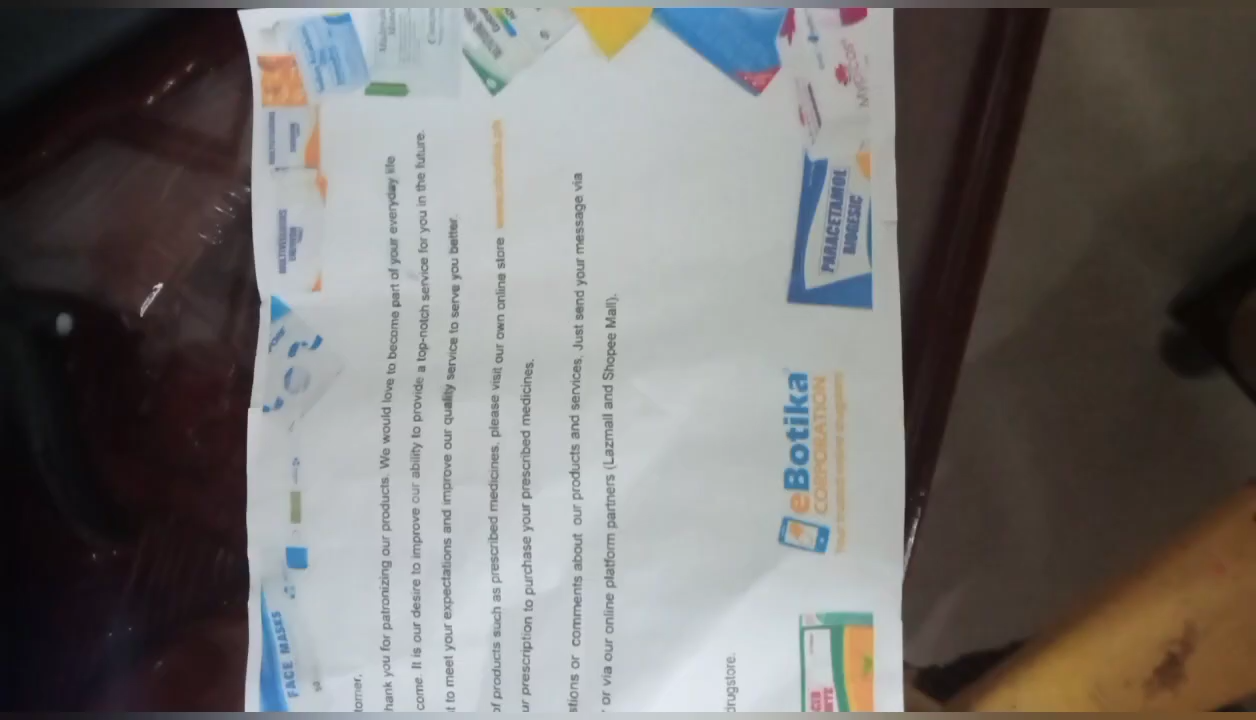 FACE MASKS
tomer,
hank you for patronizing our products. We would love to become part of your everyday life
come. It is our desire to improve our ability to provide a top-notch service for you in the future.
t to meet your expectations and improve our quality service to serve you better.
of products such as prescribed medicines, please visit our own online store
ur prescription to purchase your prescribed medicines.
stions or comments about our products and services. Just send your message via
or via our online platform partners (Lazmall and Shopee Mall).
drugstore.
eBotika
CORPORATION
PARACETAMOL
BIOGESIC